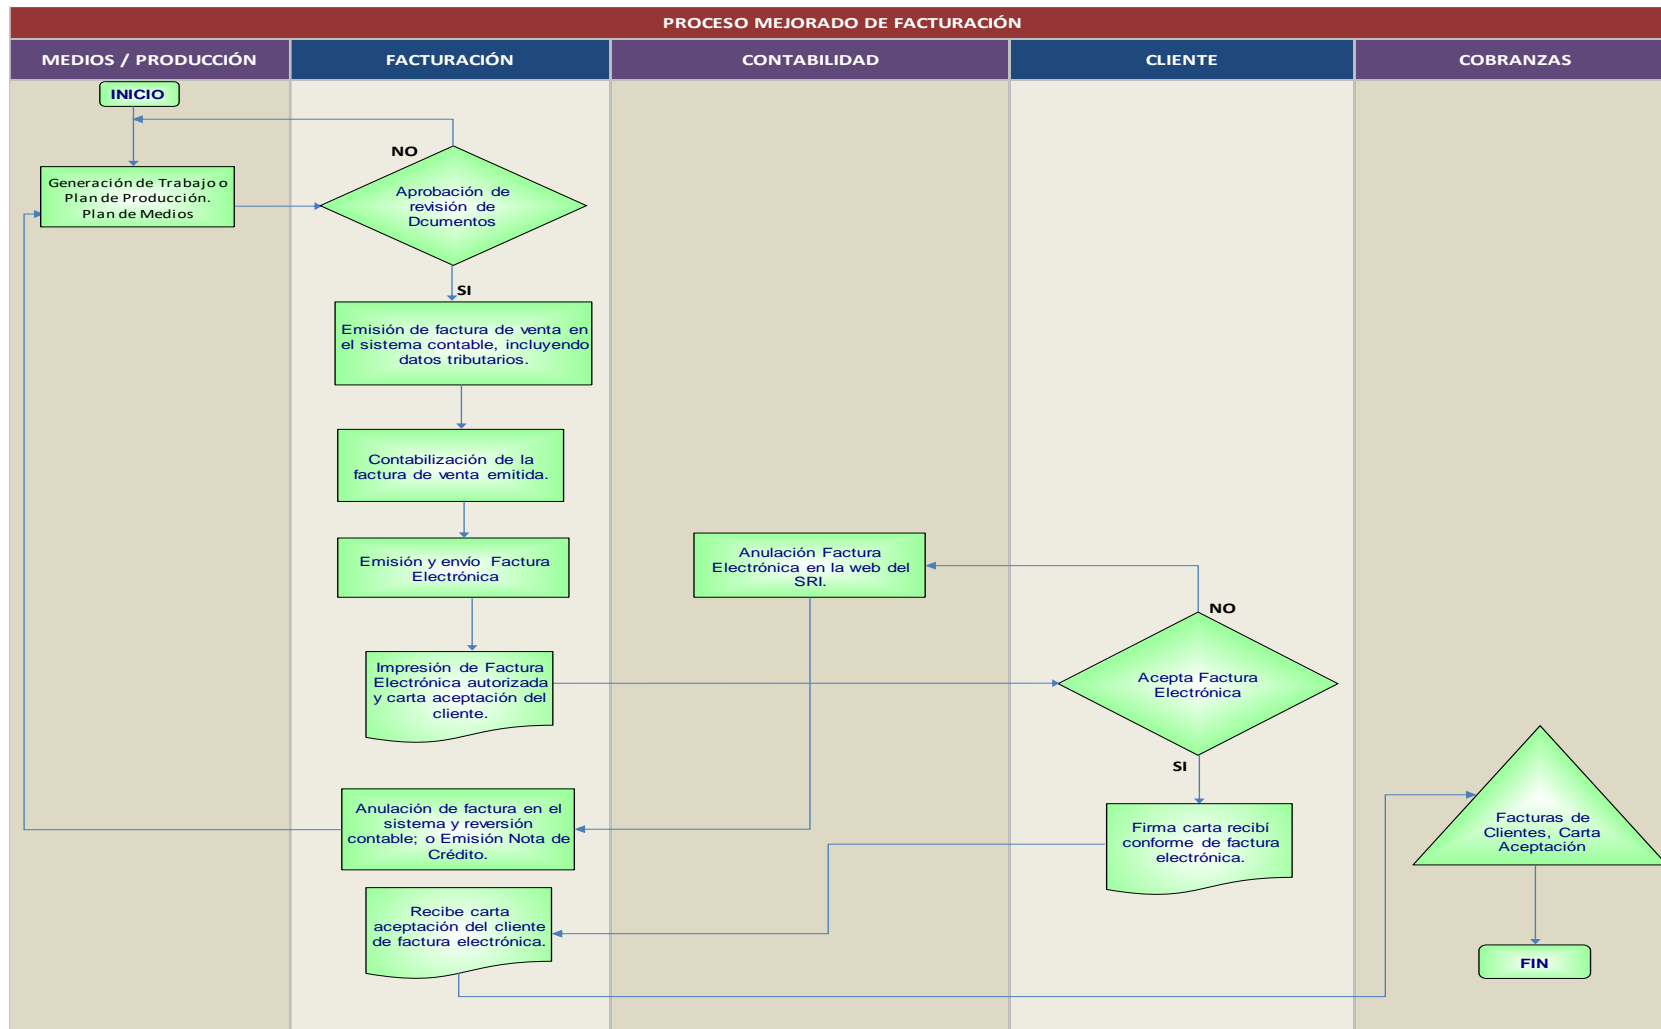 PROCESO MEJORADO DE FACTURACIÓN
MEDIOS / PRODUCCIÓN
FACTURACIÓN
CONTABILIDAD
CLIENTE
COBRANZAS
INICIO
NO
Generación de Trabajo o
Plan de Producción.
Plan de Medios
Aprobación de
revisión de
Dcumentos
SI
Emisión de factura de venta en
el sistema contable, incluyendo
datos tributarios.
Contabilización de la
factura de venta emitida.
Emisión y envío Factura
Electrónica
Anulación Factura
Electrónica en la web del
SRI.
NO
Impresión de Factura
Electrónica autorizada
y carta aceptación del
cliente.
Acepta Factura
Electrónica
SI
Anulación de factura en el
sistema y reversión
contable; o Emisión Nota de
Crédito.
Firma carta recibí
conforme de factura
electrónica.
Facturas de
Clientes, Carta
Aceptación
Recibe carta
aceptación del cliente
de factura electrónica.
FIN